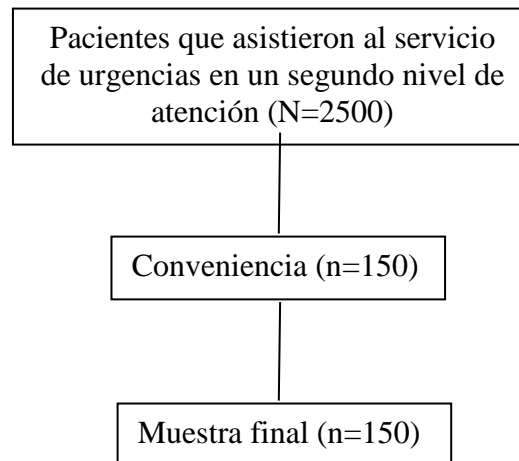 Pacientes que asistieron al servicio
de urgencias en un segundo nivel de
atención (N=2500)
Conveniencia (n=150)
Muestra final (n=150)